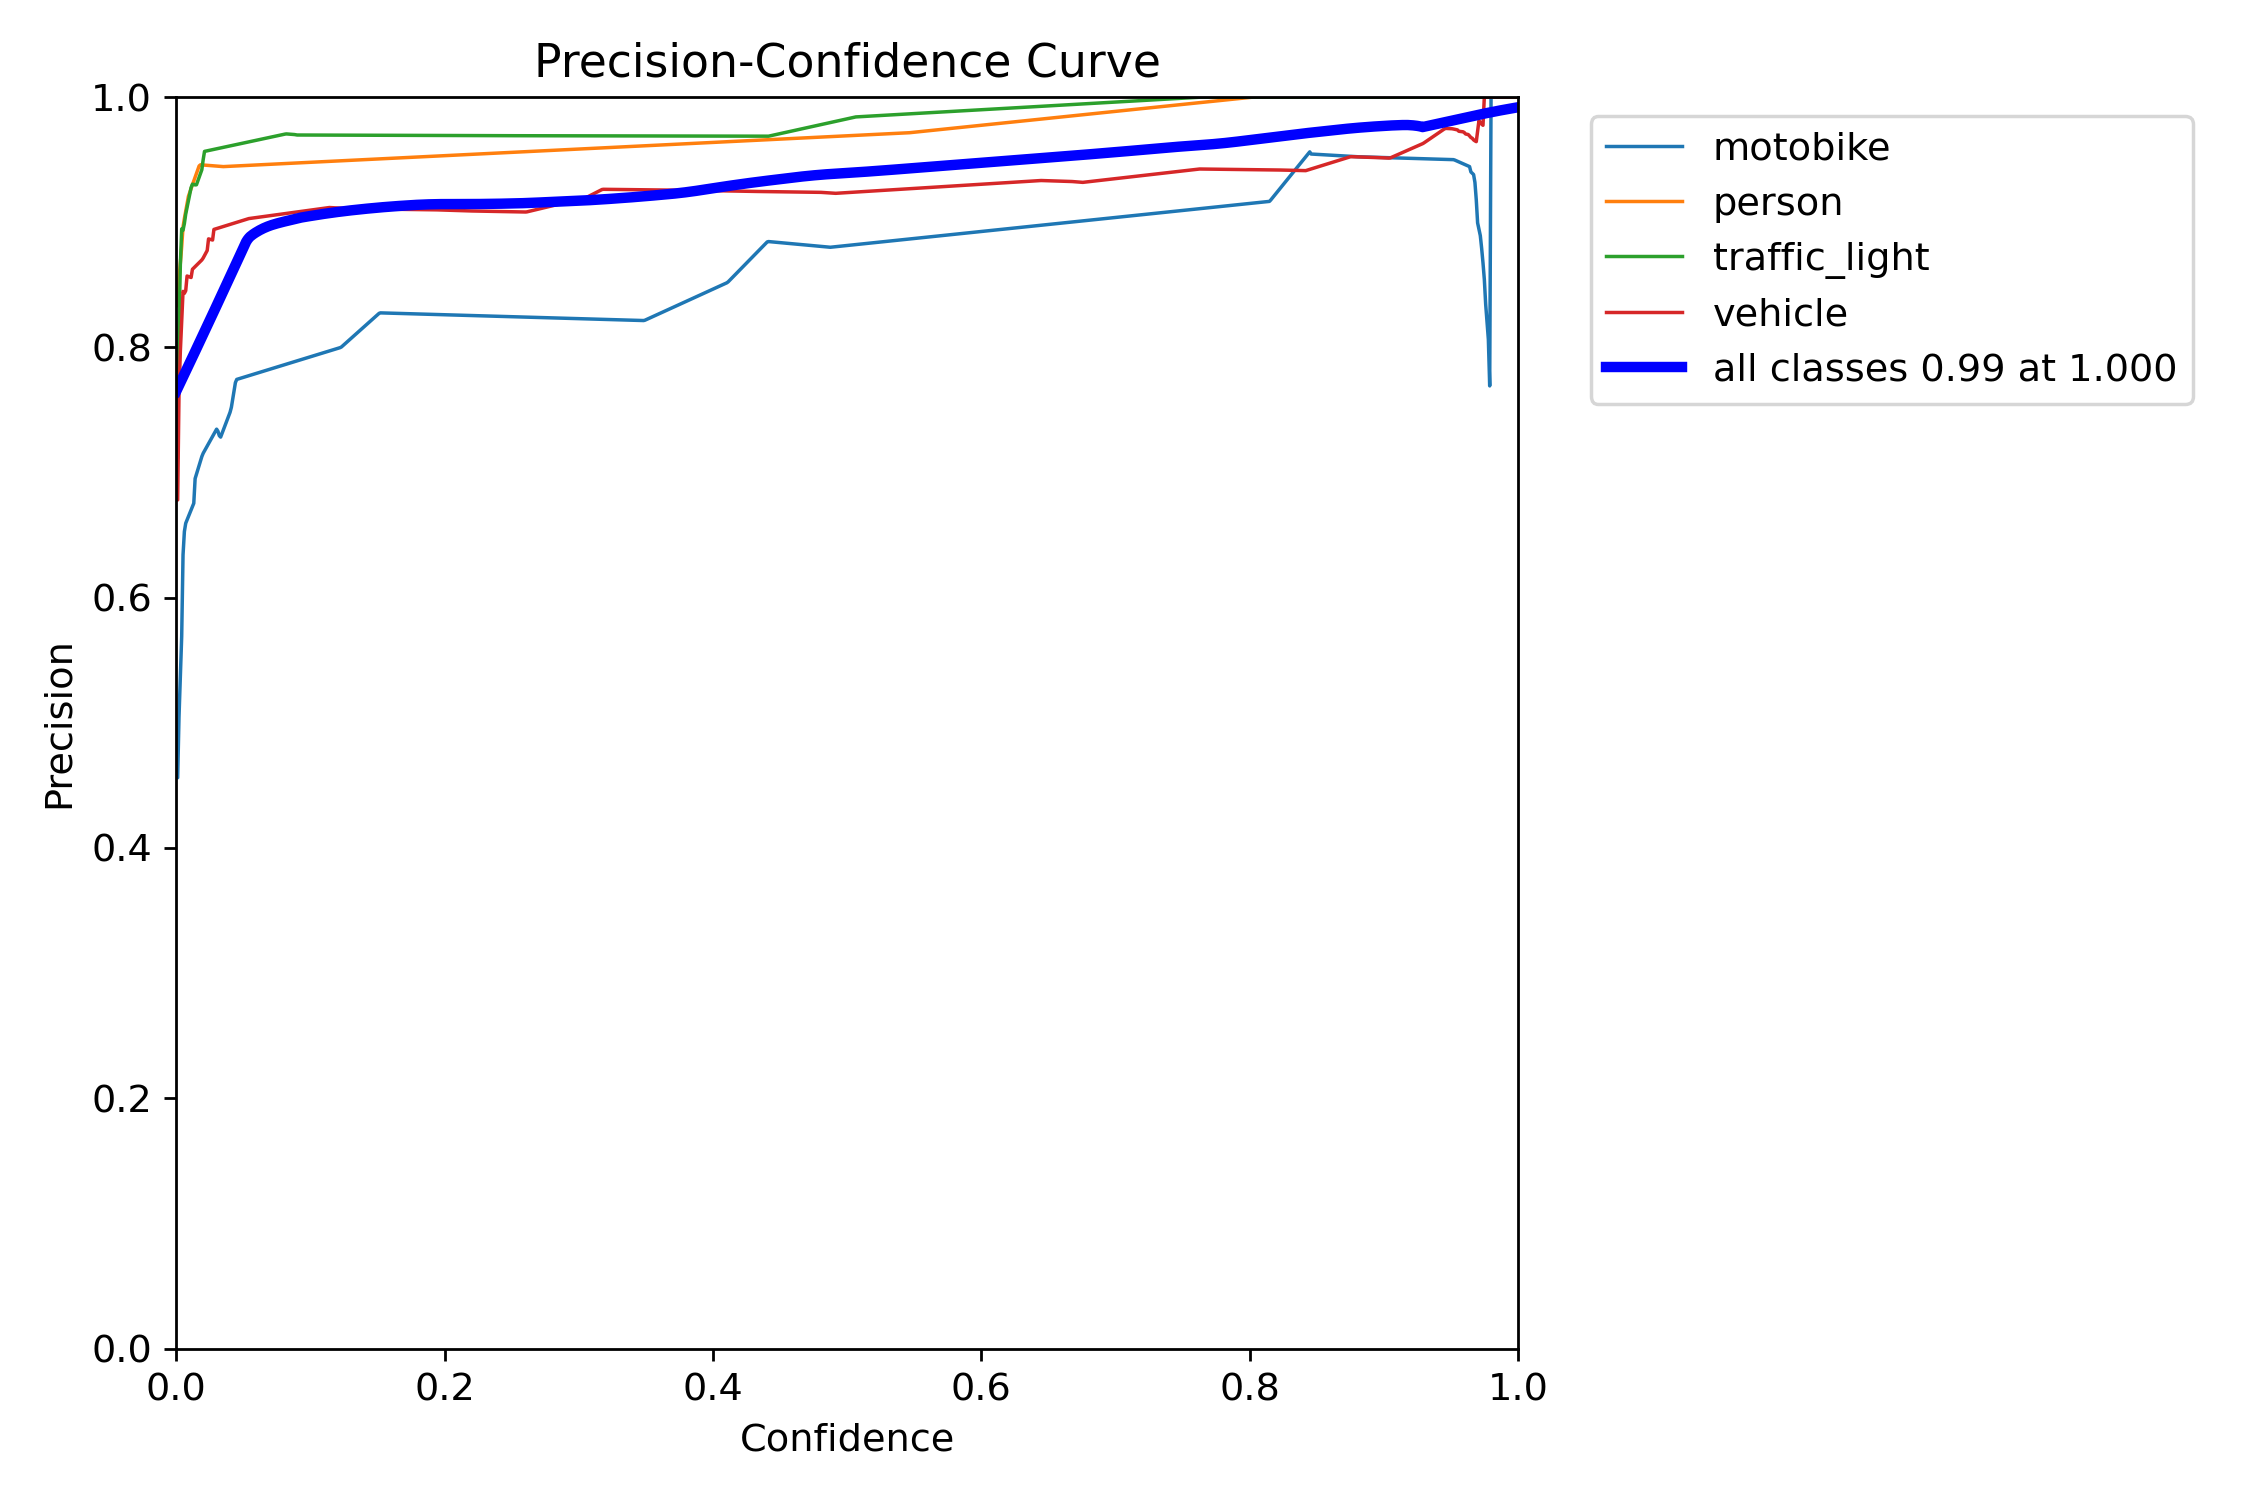 Precision-Confidence Curve
1.0
0.8
0.6
0.4
0.2
0.0
Precision
0.0 0.2 0.4 0.6 0.8 1.0
Confidence
motobike
person
traffic_light
vehicle
all classes 0.99 at 1.000